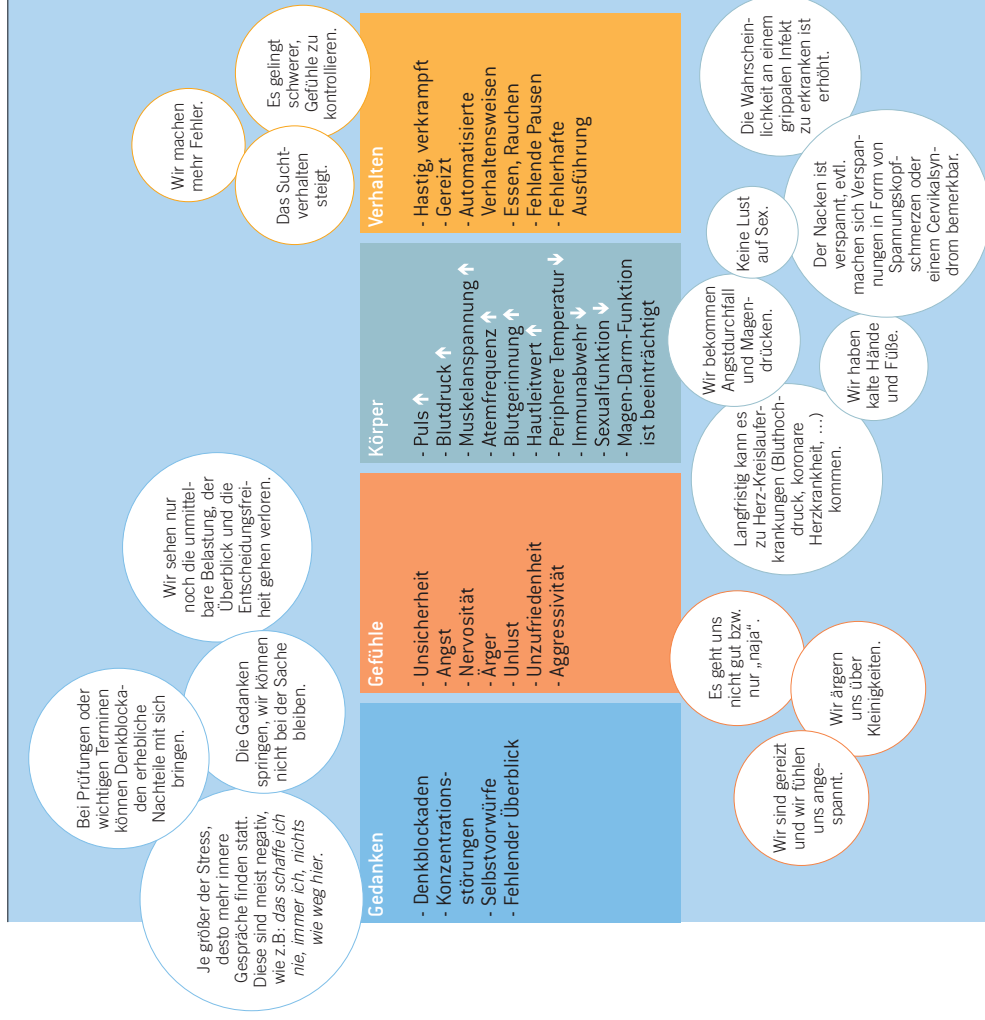 Je größer der Stress,
desto mehr innere
Gespräche finden statt.
Diese sind meist negativ,
wie z.B: das schaffe ich
nie, immer ich, nichts
wie weg hier.
Bei Prüfungen oder
wichtigen Terminen
können Denkblocka-
den erhebliche
Nachteile mit sich
bringen.
Die Gedanken
springen, wir können
nicht bei der Sache
bleiben.
Wir sehen nur
noch die unmittel-
bare Belastung, der
Überblick und die
Entscheidungsfrei-
heit gehen verloren.
Das Sucht-
verhalten
steigt.
Wir machen
mehr Fehler.
Es gelingt
schwerer,
Gefühle zu
kontrollieren.
Gedanken
- Denkblockaden
- Konzentrations-
störungen
- Selbstvorwürfe
- Fehlender Überblick
Gefühle
- Unsicherheit
- Angst
- Nervosität
- Ärger
- Unlust
- Unzufriedenheit
- Aggressivität
Körper
- Puls ↑
- Blutdruck ↑
- Muskelanspannung ↑
- Atemfrequenz ↑
- Blutgerinnung ↑
- Hautleitwert ↑
- Periphere Temperatur ↓
- Immunabwehr ↓
- Sexualfunktion ↓
- Magen-Darm-Funktion
ist beeinträchtigt
Verhalten
- Hastig, verkrampft
- Gereizt
- Automatisierte
Verhaltensweisen
- Essen, Rauchen
- Fehlende Pausen
- Fehlerhafte
Ausführung
Wir sind gereizt
und wir fühlen
uns ange-
spannt.
Wir ärgern
uns über
Kleinigkeiten.
Es geht uns
nicht gut bzw.
nur „naja“.
Langfristig kann es
zu Herz-Kreislaufer-
krankungen (Bluthoch-
druck, koronare
Herzkrankheit, ...)
kommen.
Wir bekommen
Angstdurchfall
und Magen-
drücken.
Wir haben
kalte Hände
und Füße.
Keine Lust
auf Sex.
Der Nacken ist
verspannt, evtl.
machen sich Verspan-
nungen in Form von
Spannungskopf-
schmerzen oder
einem Cervikalsyn-
drom bemerkbar.
Die Wahrschein-
lichkeit an einem
grippalen Infekt
zu erkranken ist
erhöht.